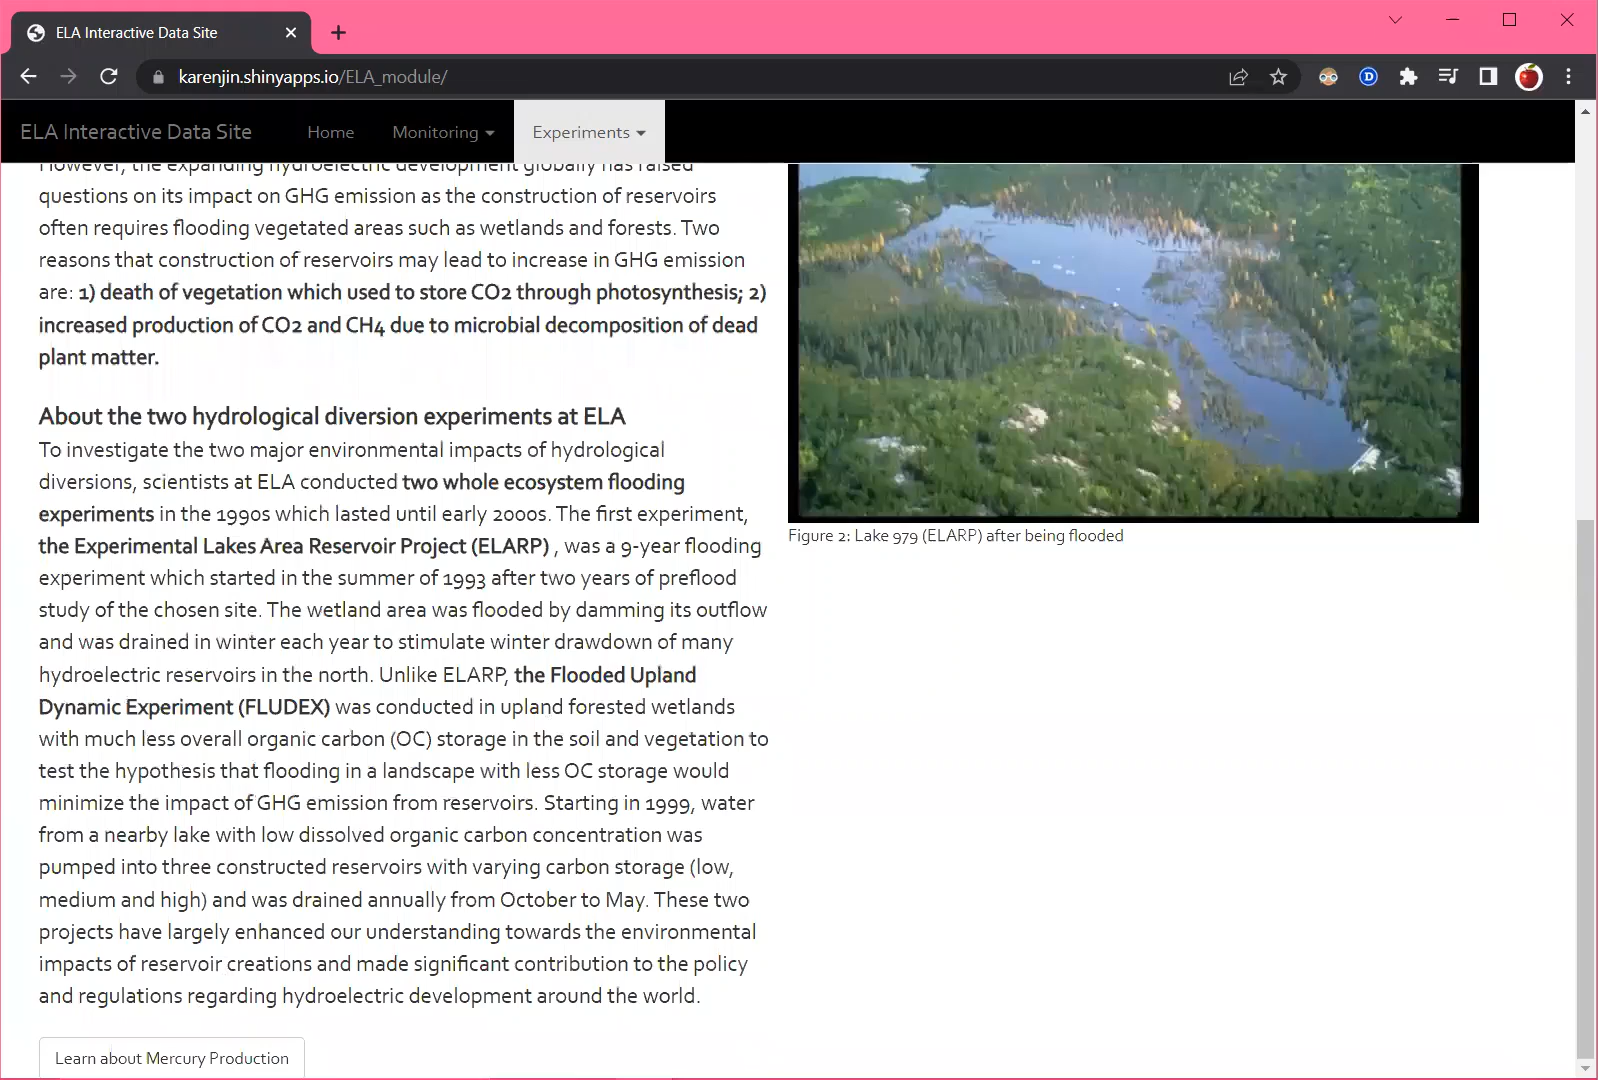 ELA Interactive Data Site
karenjin.shinyapps.io/ELA_module/
ELA Interactive Data Site Home Monitoring Experiments
However, the expanding hydroelectric development globally has raised
questions on its impact on GHG emission as the construction of reservoirs
often requires flooding vegetated areas such as wetlands and forests. Two
reasons that construction of reservoirs may lead to increase in GHG emission
are: 1) death of vegetation which used to store CO2 through photosynthesis; 2)
increased production of CO2 and CH4 due to microbial decomposition of dead
plant matter.
About the two hydrological diversion experiments at ELA
To investigate the two major environmental impacts of hydrological
diversions, scientists at ELA conducted two whole ecosystem flooding
experiments in the 1990s which lasted until early 2000s. The first experiment,
the Experimental Lakes Area Reservoir Project (ELARP) , was a 9-year flooding
experiment which started in the summer of 1993 after two years of preflood
study of the chosen site. The wetland area was flooded by damming its outflow
and was drained in winter each year to stimulate winter drawdown of many
hydroelectric reservoirs in the north. Unlike ELARP, the Flooded Upland
Dynamic Experiment (FLUDEX) was conducted in upland forested wetlands
with much less overall organic carbon (OC) storage in the soil and vegetation to
test the hypothesis that flooding in a landscape with less OC storage would
minimize the impact of GHG emission from reservoirs. Starting in 1999, water
from a nearby lake with low dissolved organic carbon concentration was
pumped into three constructed reservoirs with varying carbon storage (low,
medium and high) and was drained annually from October to May. These two
projects have largely enhanced our understanding towards the environmental
impacts of reservoir creations and made significant contribution to the policy
and regulations regarding hydroelectric development around the world.
Learn about Mercury Production
Figure 2: Lake 979 (ELARP) after being flooded